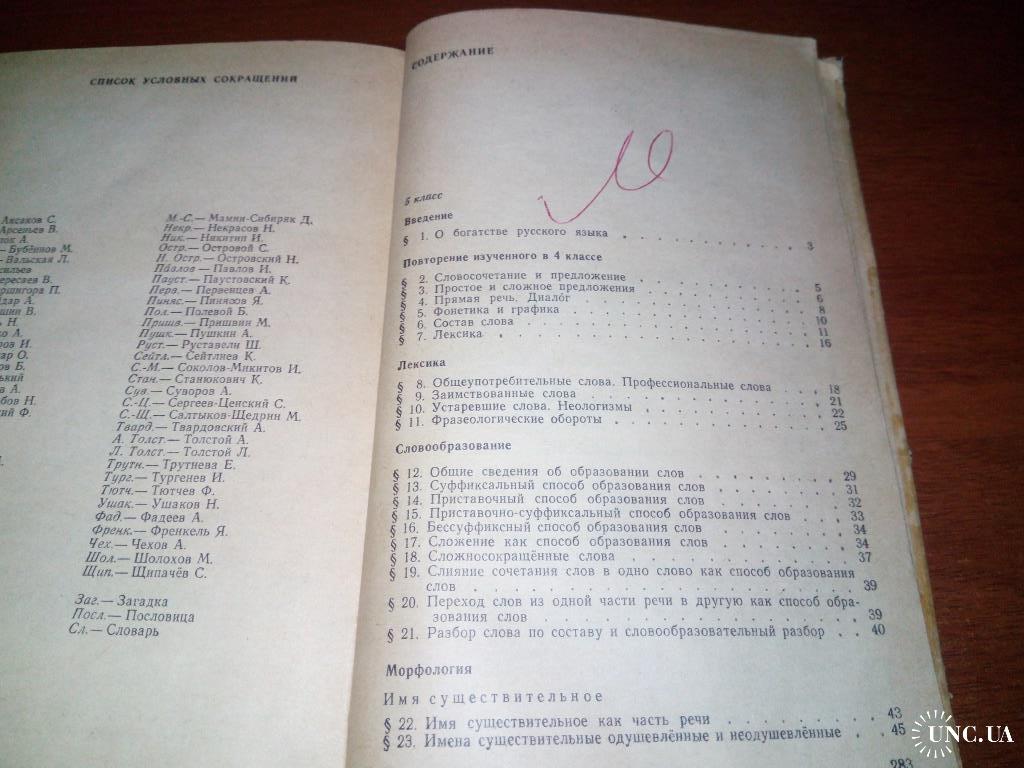 СПИСОК УСЛОВНЫХ СОКРАЩЕНИЙ
Аксаков С.
Арсеньев В.
А.
Бубённов М.
Вальская Л.
В.
П.
А.
В.
Н.
А.
И.
О.
Б.
А.
Н.
Ф.
М.-С.— Мамин-Сибиряк Д.
Некр.— Некрасов Н.
Ник.— Никитин И.
Остр.— Островой С.
Н. Остр.— Островский Н.
Павлов — Павлов И.
Пауст.— Паустовский К.
Перв.— Первенцев А.
Пиняс.— Пинясов Я.
Пол.— Полевой Б.
Пришв.— Пришвин М.
Пушк.— Пушкин А.
Руст.— Руставели Ш.
Сейтл.— Сейтлиев К.
С.-М.— Соколов-Микитов И.
Стан.— Станюкович К.
Сув.— Суворов А.
С.-Ц.— Сергеев-Ценский С.
С.-Щ.— Салтыков-Щедрин М.
Твард.— Твардовский А.
А. Толст.— Толстой А.
Л. Толст.— Толстой Л.
Трутн.— Трутнева Е.
Тург.— Тургенев И.
Тютч.— Тютчев Ф.
Ушак.— Ушаков Н.
Фад.— Фадеев А.
Френк.— Френкель Я.
Чех.— Чехов А.
Шол.— Шолохов М.
Щип.— Щипачёв С.
Заг.— Загадка
Посл.— Пословица
Сл.— Словарь
СОДЕРЖАНИЕ
5 класс
Введение
§ 1. О богатстве русского языка . . . . . . 3
Повторение изученного в 4 классе
§ 2. Словосочетание и предложение . . . . . . 5
§ 3. Простое и сложное предложения . . . . . . 6
§ 4. Прямая речь. Диалог . . . . . . 8
§ 5. Фонетика и графика . . . . . . 10
§ 6. Состав слова . . . . . . 11
§ 7. Лексика . . . . . . 16
Лексика
§ 8. Общеупотребительные слова. Профессиональные слова . . . 18
§ 9. Заимствованные слова . . . . . . 21
§ 10. Устаревшие слова. Неологизмы . . . . . . 22
§ 11. Фразеологические обороты . . . . . . 25
Словообразование
§ 12. Общие сведения об образовании слов . . . . . . 29
§ 13. Суффиксальный способ образования слов . . . . . . 31
§ 14. Приставочный способ образования слов . . . . . . 32
§ 15. Приставочно-суффиксальный способ образования слов . . . 33
§ 16. Бессуффиксный способ образования слов . . . . . . 34
§ 17. Сложение как способ образования слов . . . . . . 34
§ 18. Сложносокращённые слова . . . . . . 37
§ 19. Слияние сочетания слов в одно слово как способ образования
слов . . . . . . 39
§ 20. Переход слов из одной части речи в другую как способ обра-
зования слов . . . . . . 39
§ 21. Разбор слова по составу и словообразовательный разбор . . 40
Морфология
Имя существительное
§ 22. Имя существительное как часть речи . . . . . . 43
§ 23. Имена существительные одушевлённые и неодушевлённые . . 45
283
UNC.UA